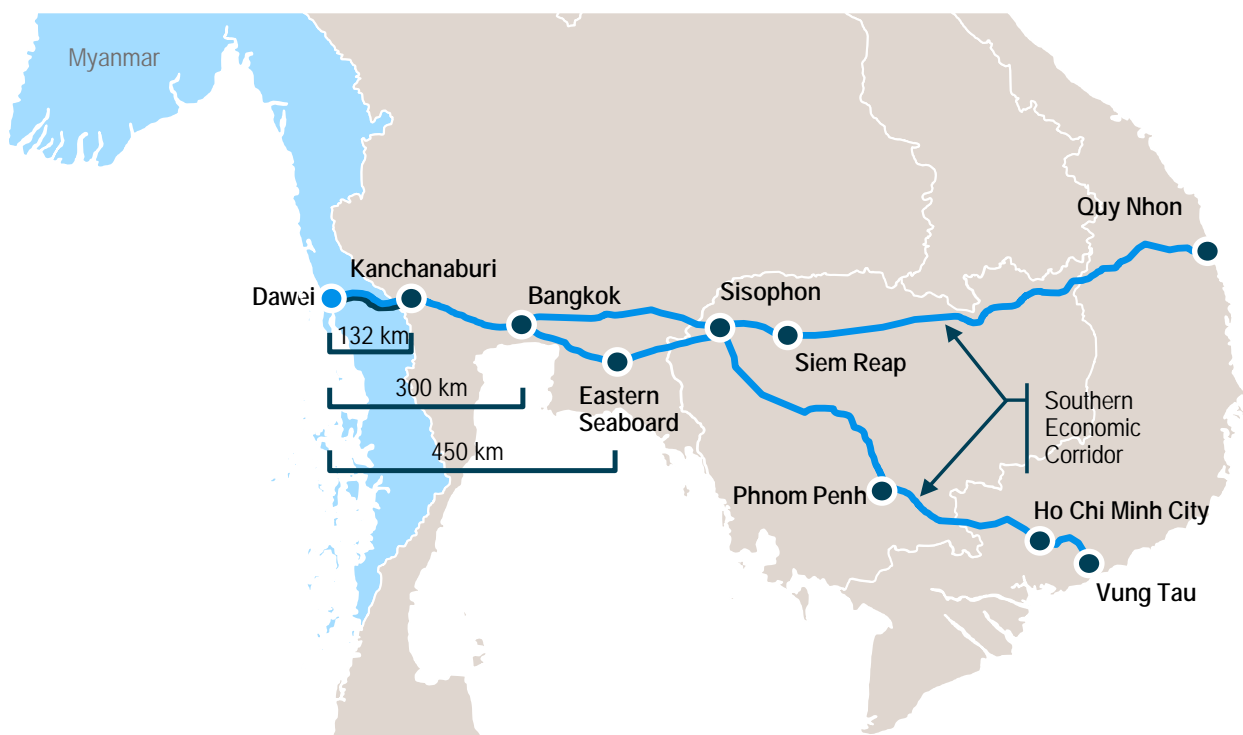 Myanmar
Quy Nhon
Kanchanaburi
Dawei
Bangkok
Sisophon
132 km
Siem Reap
300 km
Eastern
Seaboard
Southern
Economic
Corridor
450 km
Phnom Penh
Ho Chi Minh City
Vung Tau